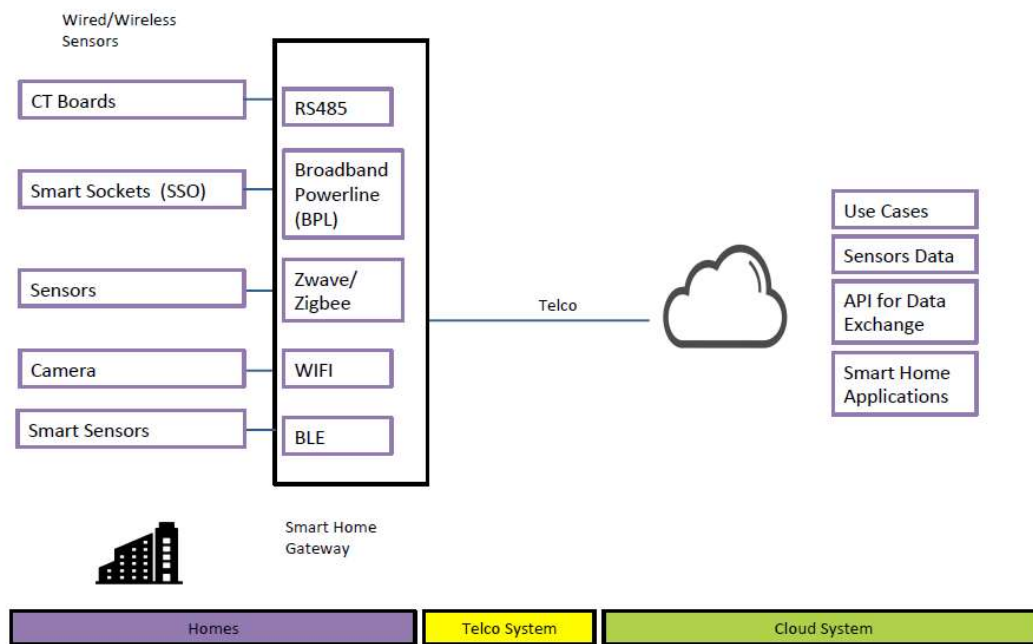 Wired/Wireless
Sensors
CT Boards
RS485
Smart Sockets (SSO)
Broadband
Powerline
(BPL)
Sensors
Zwave/
Zigbee
Camera
WIFI
Smart Sensors
BLE
Smart Home
Gateway
Telco
Use Cases
Sensors Data
API for Data
Exchange
Smart Home
Applications
Homes
Telco System
Cloud System